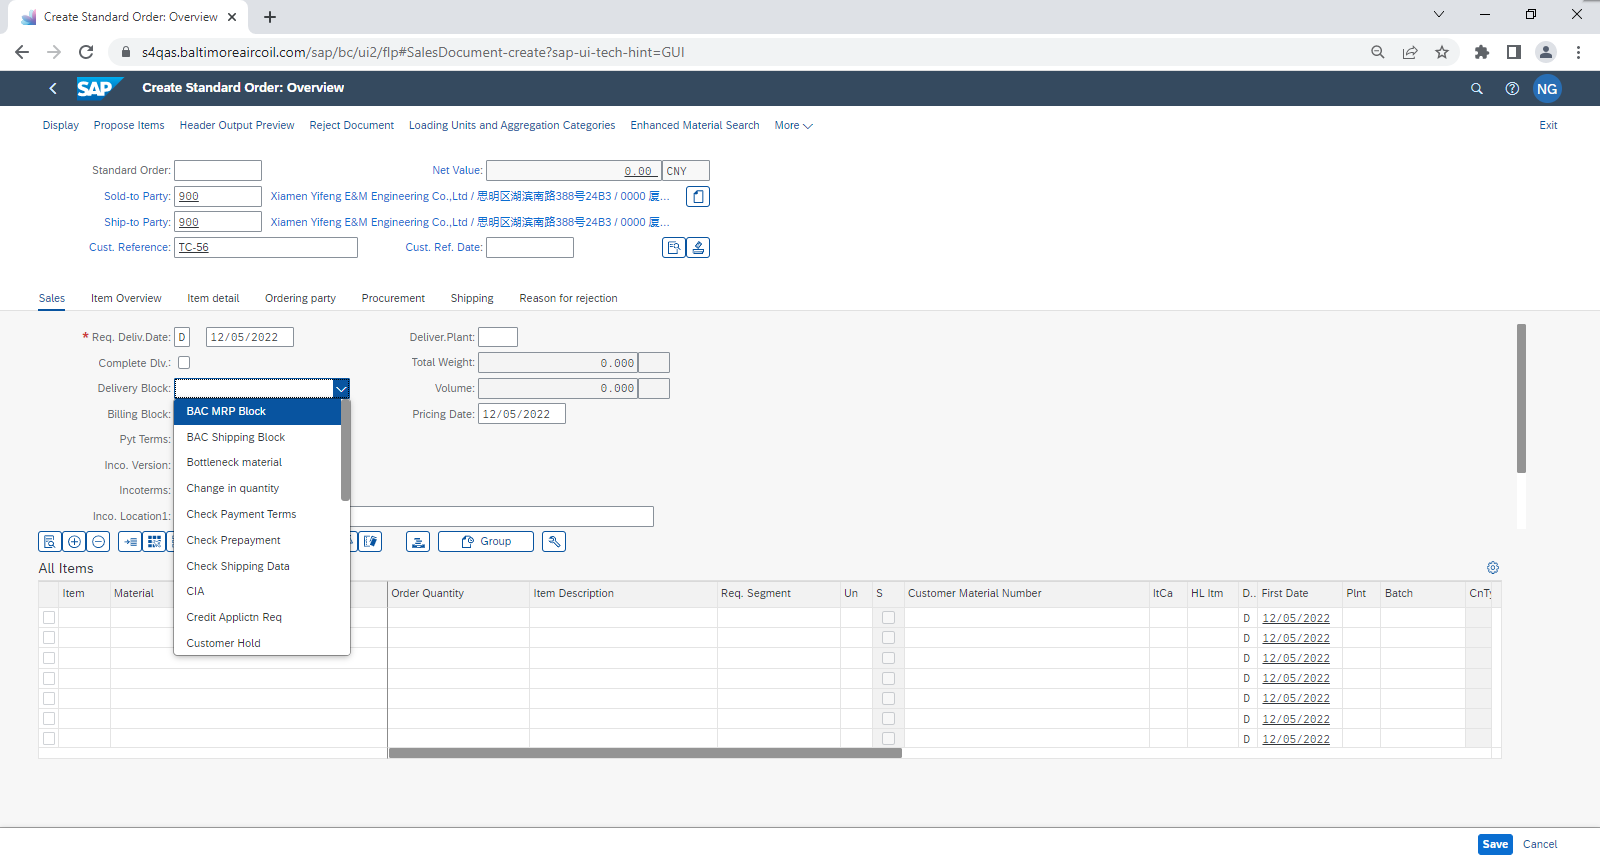 Create Standard Order: Overview
s4qas.baltimoreaircoil.com/sap/bc/ui2/flp#SalesDocument-create?sap-ui-tech-hint=GUI
SAP Create Standard Order: Overview NG
Display Propose Items Header Output Preview Reject Document Loading Units and Aggregation Categories Enhanced Material Search More Exit
Standard Order: Net Value: 0.00 CNY
Sold-to Party: 900 Xiamen Yifeng E&M Engineering Co.,Ltd / 思明区湖滨南路388号24B3 / 0000 厦...
Ship-to Party: 900 Xiamen Yifeng E&M Engineering Co.,Ltd / 思明区湖滨南路388号24B3 / 0000 厦...
Cust. Reference: TC-56 Cust. Ref. Date:
Sales Item Overview Item detail Ordering party Procurement Shipping Reason for rejection
* Req. Deliv.Date: D 12/05/2022 Deliver.Plant:
Complete Dlv.: Total Weight: 0.000
Delivery Block: Volume: 0.000
Billing Block: Pricing Date: 12/05/2022
Pyt Terms:
Inco. Version:
Incoterms:
Inco. Location1:
BAC MRP Block
BAC Shipping Block
Bottleneck material
Change in quantity
Check Payment Terms
Check Prepayment
Check Shipping Data
CIA
Credit Applictn Req
Customer Hold
Group
All Items
Item Material Order Quantity Item Description Req. Segment Un S Customer Material Number ItCa HL Itm D.. First Date Plnt Batch CnTy
D 12/05/2022
D 12/05/2022
D 12/05/2022
D 12/05/2022
D 12/05/2022
D 12/05/2022
D 12/05/2022
Save Cancel